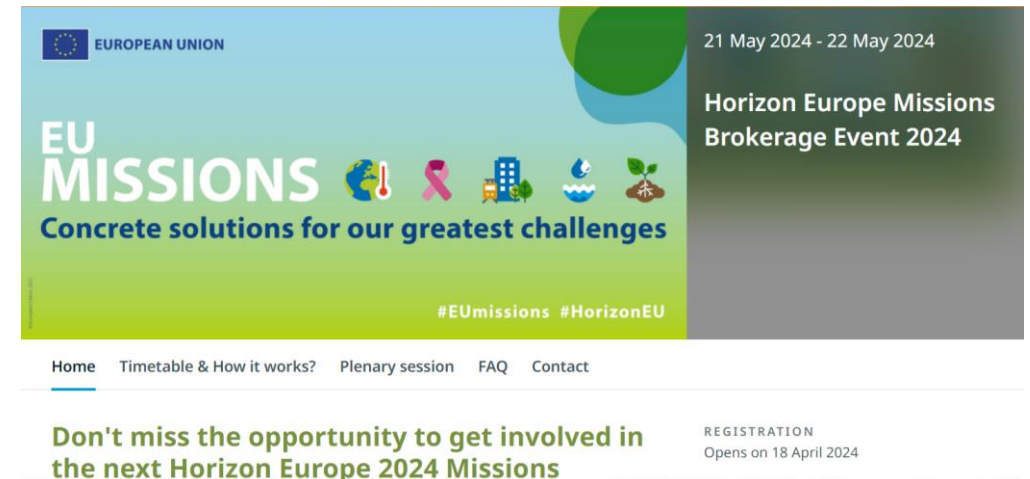 EUROPEAN UNION
EU
MISSIONS
Concrete solutions for our greatest challenges
#EUmissions #HorizonEU
21 May 2024 - 22 May 2024
Horizon Europe Missions
Brokerage Event 2024
Home Timetable & How it works? Plenary session FAQ Contact
Don't miss the opportunity to get involved in
the next Horizon Europe 2024 Missions
REGISTRATION
Opens on 18 April 2024